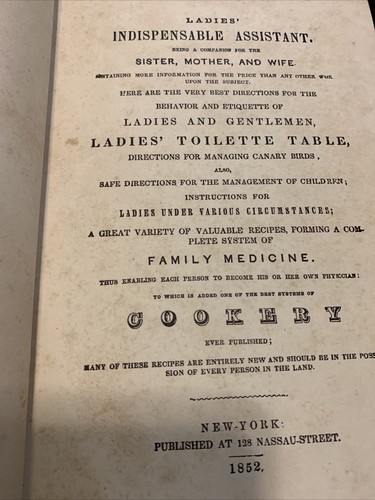 LADIES'
INDISPENSABLE ASSISTANT.
BEING A COMPANION FOR THE
SISTER, MOTHER, AND WIFE.
CONTAINING MORE INFORMATION FOR THE PRICE THAN ANY OTHER WORK
UPON THE SUBJECT.
HERE ARE THE VERY BEST DIRECTIONS FOR THE
BEHAVIOR AND ETIQUETTE OF
LADIES AND GENTLEMEN,
LADIES' TOILETTE TABLE,
DIRECTIONS FOR MANAGING CANARY BIRDS,
ALSO,
SAFE DIRECTIONS FOR THE MANAGEMENT OF CHILDREN;
INSTRUCTIONS FOR
LADIES UNDER VARIOUS CIRCUMSTANCES;
A GREAT VARIETY OF VALUABLE RECIPES, FORMING A COM-
PLETE SYSTEM OF
FAMILY MEDICINE.
THUS ENABLING EACH PERSON TO BECOME HIS OR HER OWN PHYSICIAN:
TO WHICH IS ADDED ONE OF THE BEST SYSTEMS OF
COOKERY
EVER PUBLISHED;
MANY OF THESE RECIPES ARE ENTIRELY NEW AND SHOULD BE IN THE POSS
SION OF EVERY PERSON IN THE LAND.
NEW-YORK:
PUBLISHED AT 128 NASSAU-STREET.
1852.